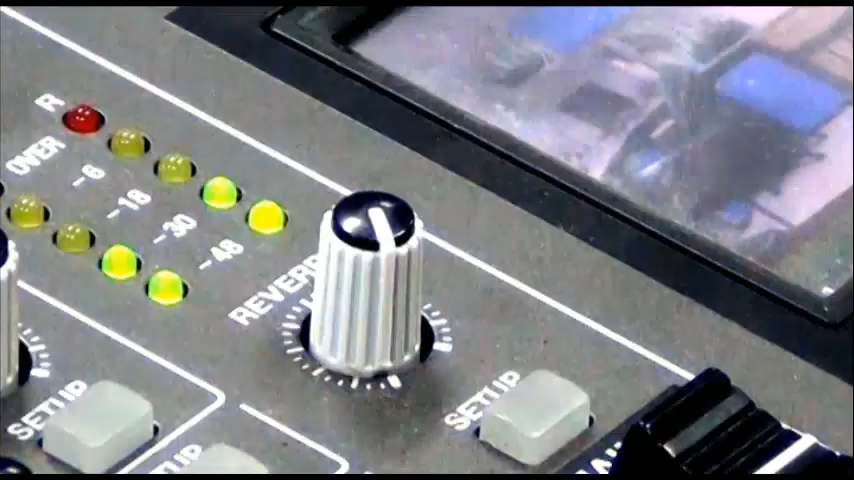 R
OVER
-6
-18
-30
-48
REVERB
SETUP
SETUP